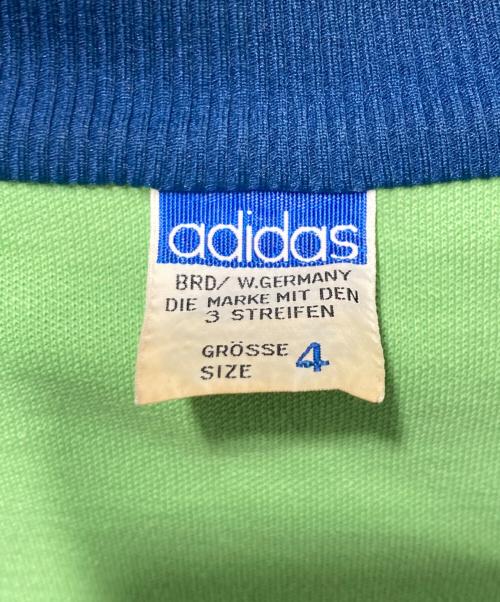 adidas
BRD/ W.GERMANY
DIE MARKE MIT DEN
3 STREIFEN
GRÖSSE 4
SIZE